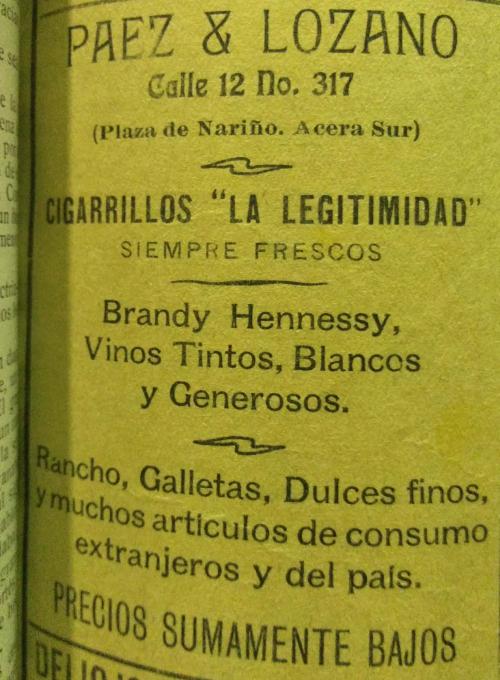 PAEZ & LOZANO
Calle 12 No. 317
(Plaza de Nariño. Acera Sur)
CIGARRILLOS "LA LEGITIMIDAD"
SIEMPRE FRESCOS
Brandy Hennessy,
Vinos Tintos, Blancos
y Generosos.
Rancho, Galletas, Dulces finos,
y muchos articulos de consumo
extranjeros y del país.
PRECIOS SUMAMENTE BAJOS